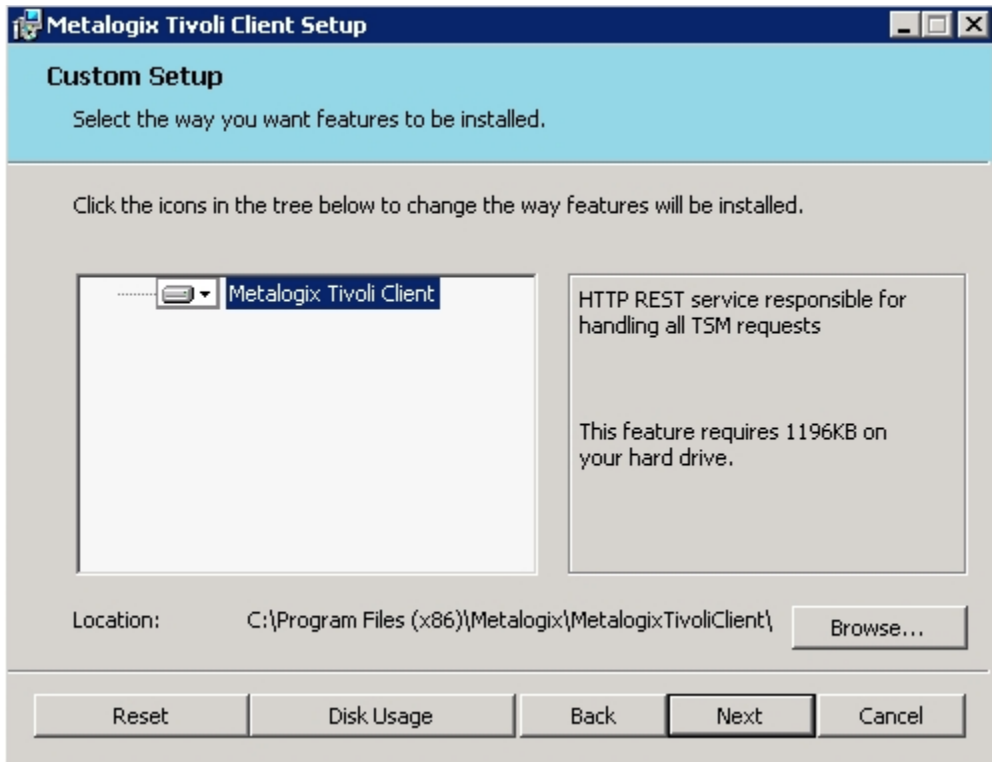 Metalogix Tivoli Client Setup
Custom Setup
Select the way you want features to be installed.
Click the icons in the tree below to change the way features will be installed.
Metalogix Tivoli Client
HTTP REST service responsible for
handling all TSM requests
This feature requires 1196KB on
your hard drive.
Location: C:\Program Files (x86)\Metalogix\MetalogixTivoliClient\ Browse...
Reset Disk Usage Back Next Cancel